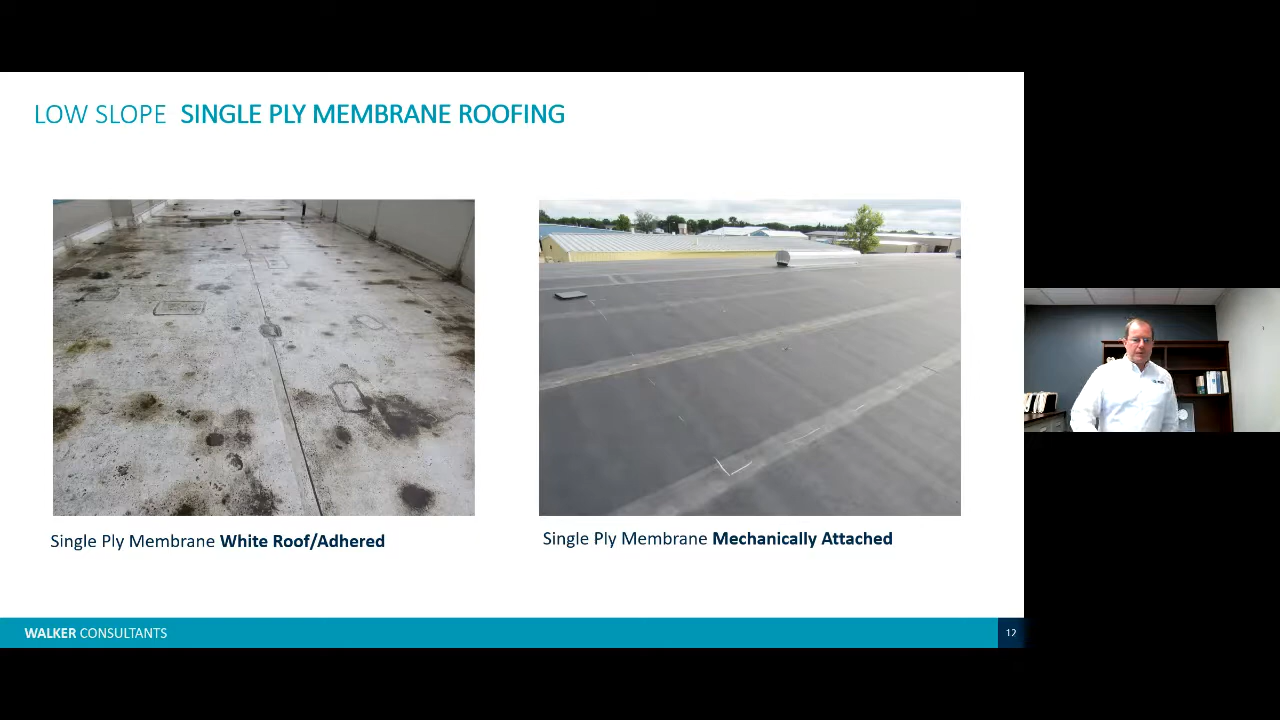 LOW SLOPE SINGLE PLY MEMBRANE ROOFING
Single Ply Membrane White Roof/Adhered
Single Ply Membrane Mechanically Attached
WALKER CONSULTANTS
12